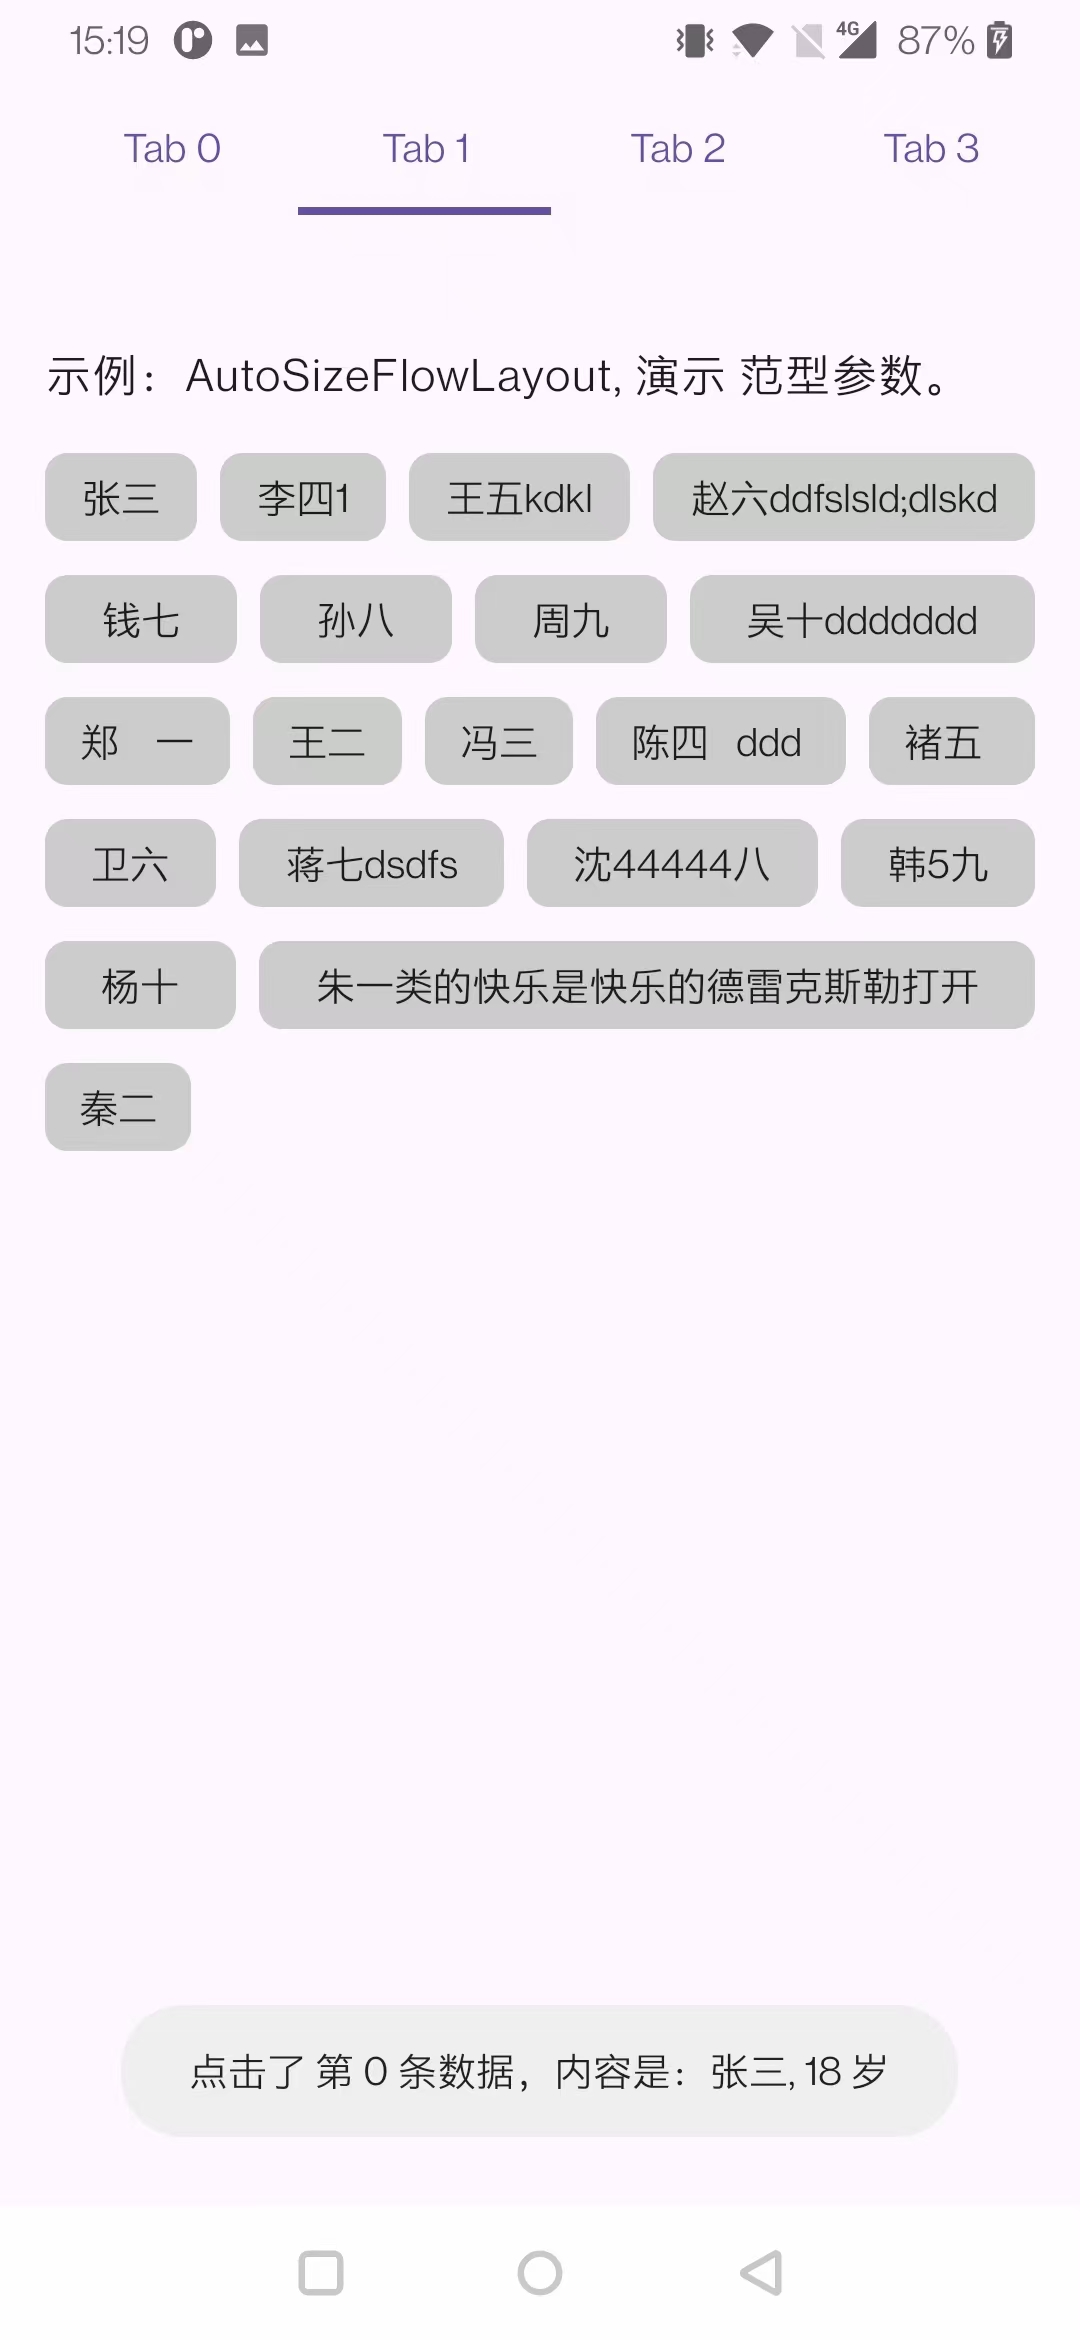 15:19 4G 87%
Tab 0 Tab 1 Tab 2 Tab 3
示例：AutoSizeFlowLayout, 演示 范型参数。
张三 李四1 王五kdkl 赵六ddfslsld;dlskd
钱七 孙八 周九 吴十ddddddd
郑 一 王二 冯三 陈四 ddd 褚五
卫六 蒋七dsdfs 沈44444八 韩5九
杨十 朱一类的快乐是快乐的德雷克斯勒打开
秦二
点击了 第 0 条数据，内容是：张三, 18 岁